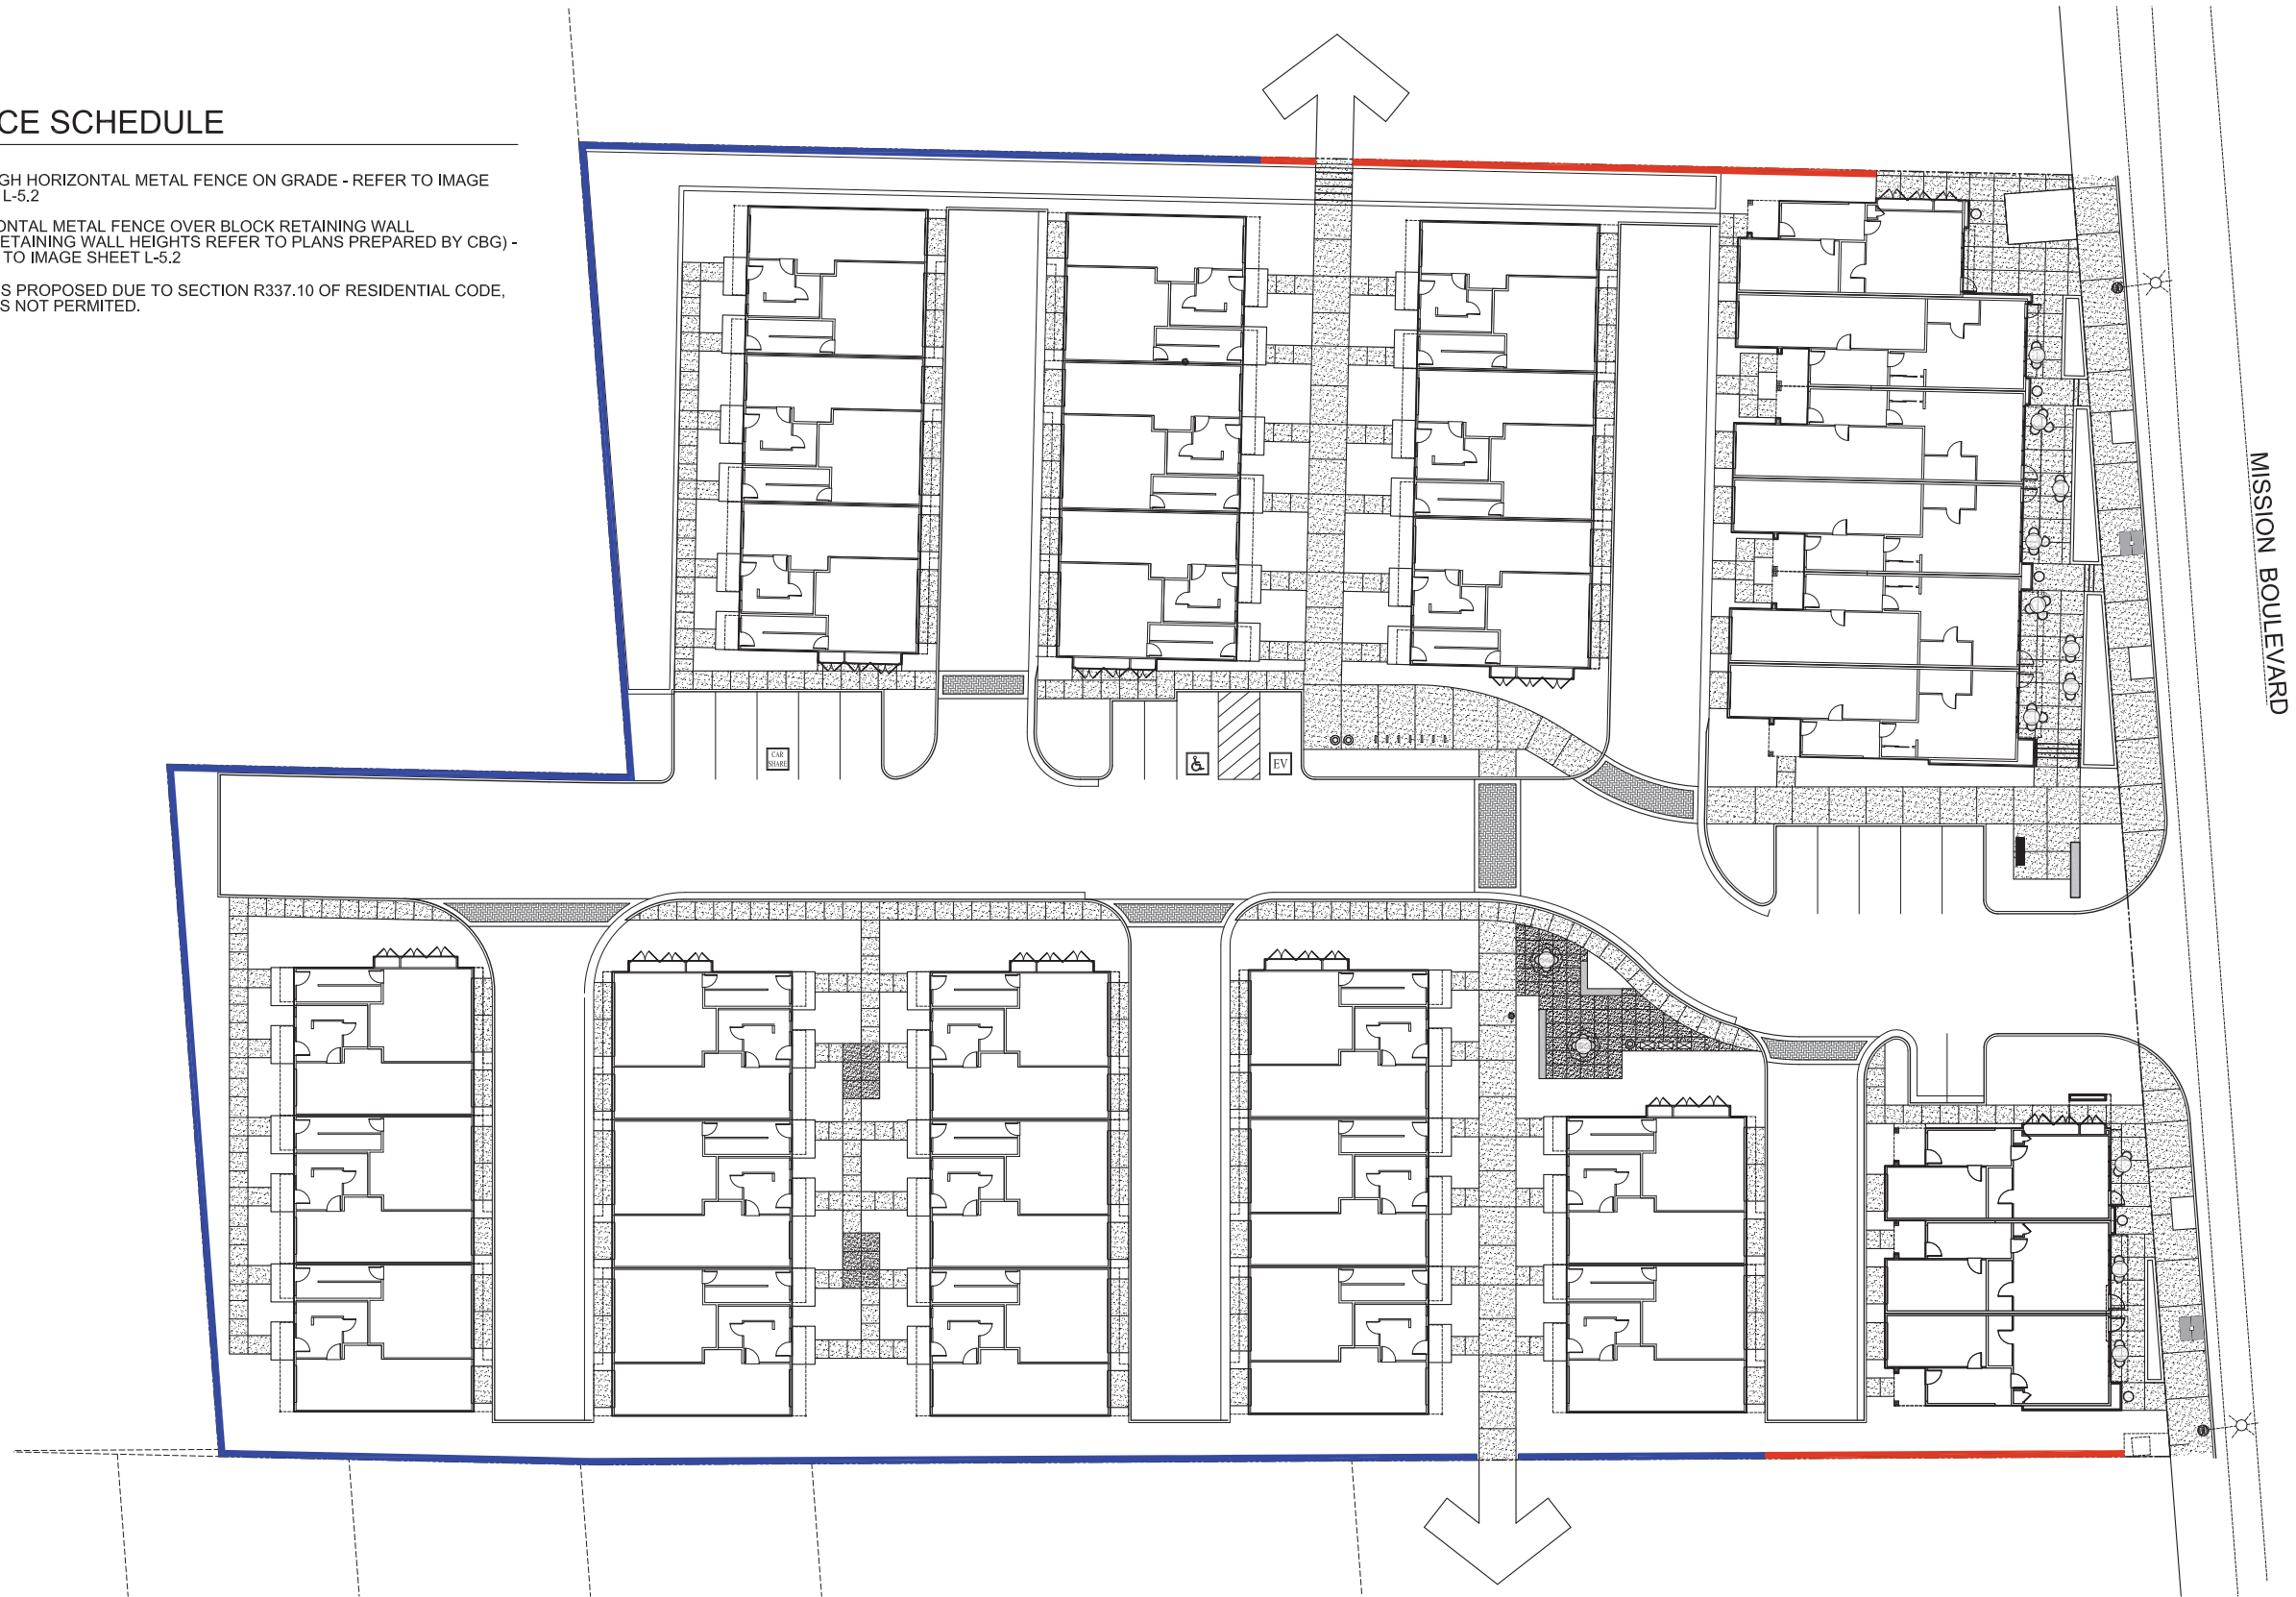 CE SCHEDULE
GH HORIZONTAL METAL FENCE ON GRADE - REFER TO IMAGE
L-5.2
ONTAL METAL FENCE OVER BLOCK RETAINING WALL
ETAINING WALL HEIGHTS REFER TO PLANS PREPARED BY CBG) -
TO IMAGE SHEET L-5.2
S PROPOSED DUE TO SECTION R337.10 OF RESIDENTIAL CODE,
S NOT PERMITED.
MISSION BOULEVARD
CAR
SHARE
EV